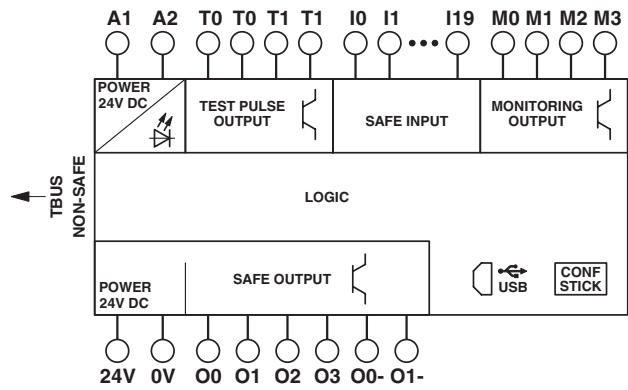 A1 A2 T0 T0 T1 T1 I0 I1 ••• I19 M0 M1 M2 M3
POWER
24V DC
TEST PULSE
OUTPUT
SAFE INPUT
MONITORING
OUTPUT
TBUS
NON-SAFE
LOGIC
POWER
24V DC
SAFE OUTPUT
USB
CONF
STICK
24V 0V O0 O1 O2 O3 O0- O1-